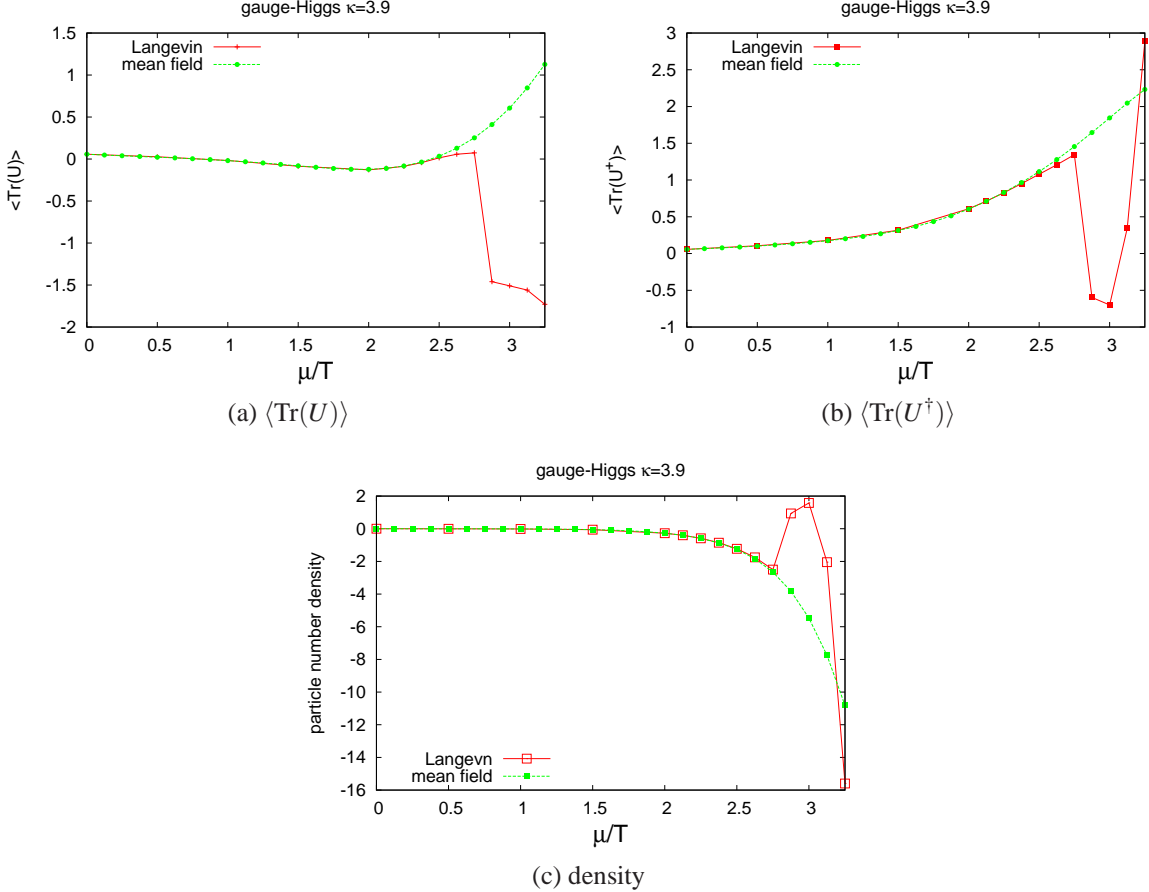 gauge-Higgs κ=3.9
Langevin
mean field
<Tr(U)>
1.5
1
0.5
0
-0.5
-1
-1.5
-2
0 0.5 1 1.5 2 2.5 3
μ/T
(a) ⟨Tr(U)⟩
gauge-Higgs κ=3.9
Langevin
mean field
<Tr(U†)>
3
2.5
2
1.5
1
0.5
0
-0.5
-1
0 0.5 1 1.5 2 2.5 3
μ/T
(b) ⟨Tr(U†)⟩
gauge-Higgs κ=3.9
particle number density
2
0
-2
-4
-6
-8
-10
-12
-14
-16
Langevn
mean field
0 0.5 1 1.5 2 2.5 3
μ/T
(c) density